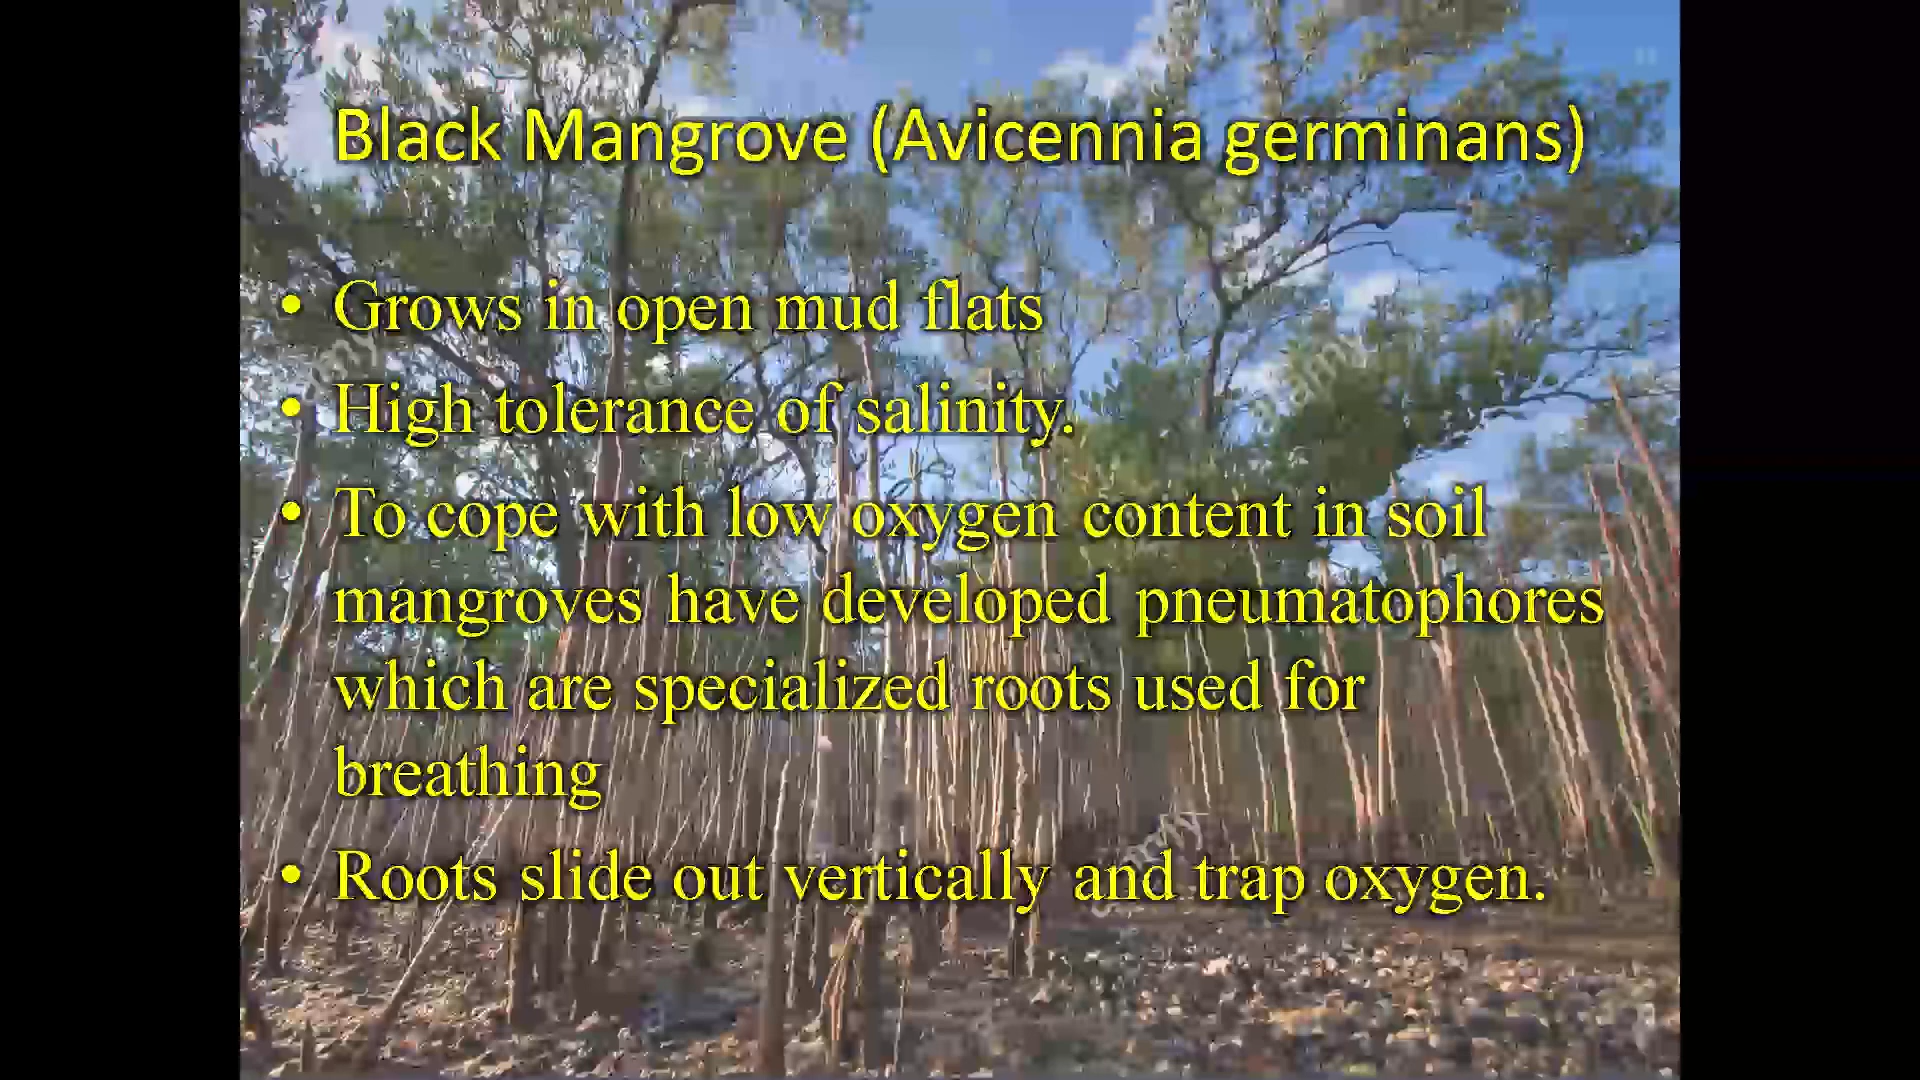 Black Mangrove (Avicennia germinans)
• Grows in open mud flats
• High tolerance of salinity.
• To cope with low oxygen content in soil
mangroves have developed pneumatophores
which are specialized roots used for
breathing
• Roots slide out vertically and trap oxygen.